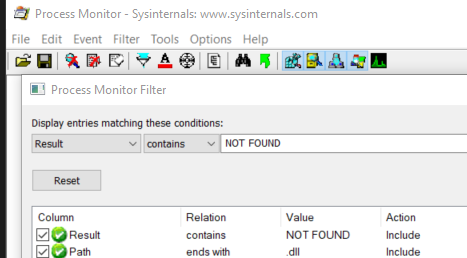 Process Monitor - Sysinternals: www.sysinternals.com
File Edit Event Filter Tools Options Help
Process Monitor Filter
Display entries matching these conditions:
Result contains NOT FOUND
Reset
Column Relation Value Action
Result contains NOT FOUND Include
Path ends with .dll Include